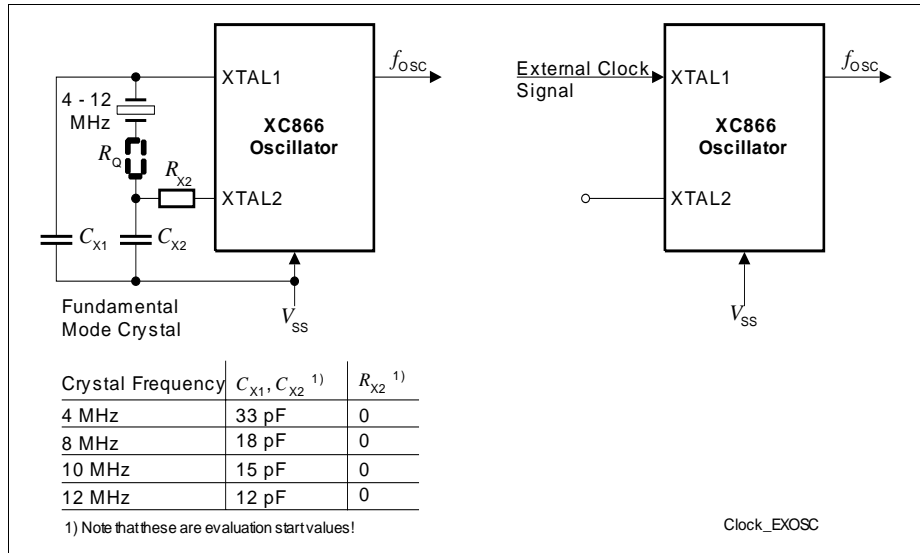 XTAL1
f_OSC
4 - 12
MHz
XC866
Oscillator
R_Q
R_X2
XTAL2
C_X1
C_X2
Fundamental
Mode Crystal
V_SS
External Clock
Signal
XTAL1
f_OSC
XC866
Oscillator
XTAL2
V_SS
Crystal Frequency C_X1, C_X2 1) R_X2 1)
4 MHz 33 pF 0
8 MHz 18 pF 0
10 MHz 15 pF 0
12 MHz 12 pF 0
1) Note that these are evaluation start values!
Clock_EXOSC